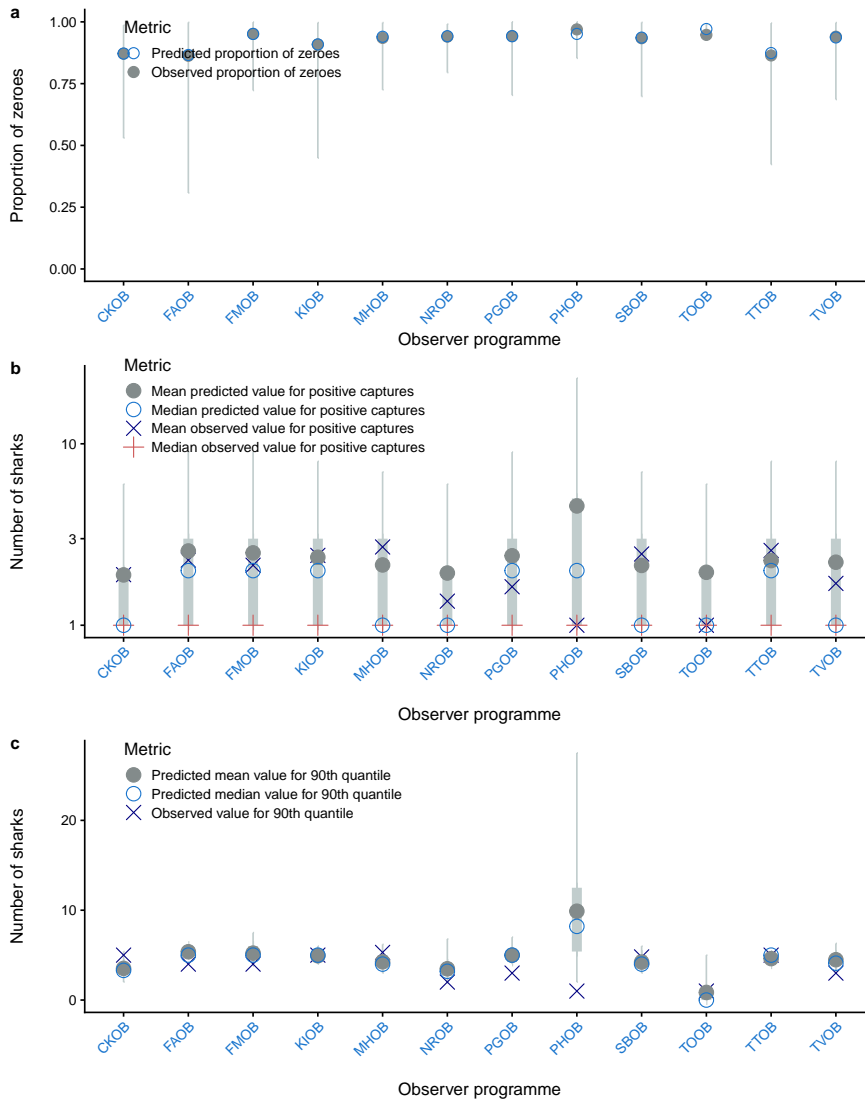 a
1.00
0.75
0.50
0.25
0.00
Proportion of zeroes
Metric
Predicted proportion of zeroes
Observed proportion of zeroes
CKOB FAOB FMOB KIOB MHOB NROB PGOB PHOB SBOB TOOB TTOB TVOB
Observer programme
b
Metric
Mean predicted value for positive captures
Median predicted value for positive captures
Mean observed value for positive captures
Median observed value for positive captures
10
3
1
Number of sharks
CKOB FAOB FMOB KIOB MHOB NROB PGOB PHOB SBOB TOOB TTOB TVOB
Observer programme
c
Metric
Predicted mean value for 90th quantile
Predicted median value for 90th quantile
Observed value for 90th quantile
20
10
0
Number of sharks
CKOB FAOB FMOB KIOB MHOB NROB PGOB PHOB SBOB TOOB TTOB TVOB
Observer programme